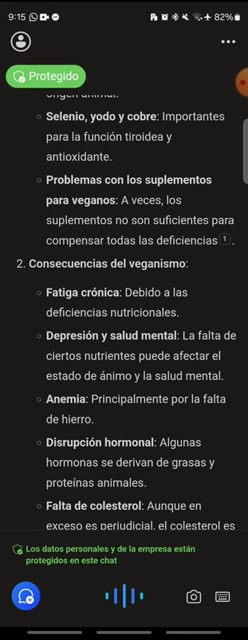 9:15
82%
Protegido
origen animal.
Selenio, yodo y cobre: Importantes
para la función tiroidea y
antioxidante.
Problemas con los suplementos
para veganos: A veces, los
suplementos no son suficientes para
compensar todas las deficiencias 1.
2. Consecuencias del veganismo:
Fatiga crónica: Debido a las
deficiencias nutricionales.
Depresión y salud mental: La falta de
ciertos nutrientes puede afectar el
estado de ánimo y la salud mental.
Anemia: Principalmente por la falta
de hierro.
Disrupción hormonal: Algunas
hormonas se derivan de grasas y
proteínas animales.
Falta de colesterol: Aunque en
exceso es perjudicial, el colesterol es
Los datos personales y de la empresa están
protegidos en este chat